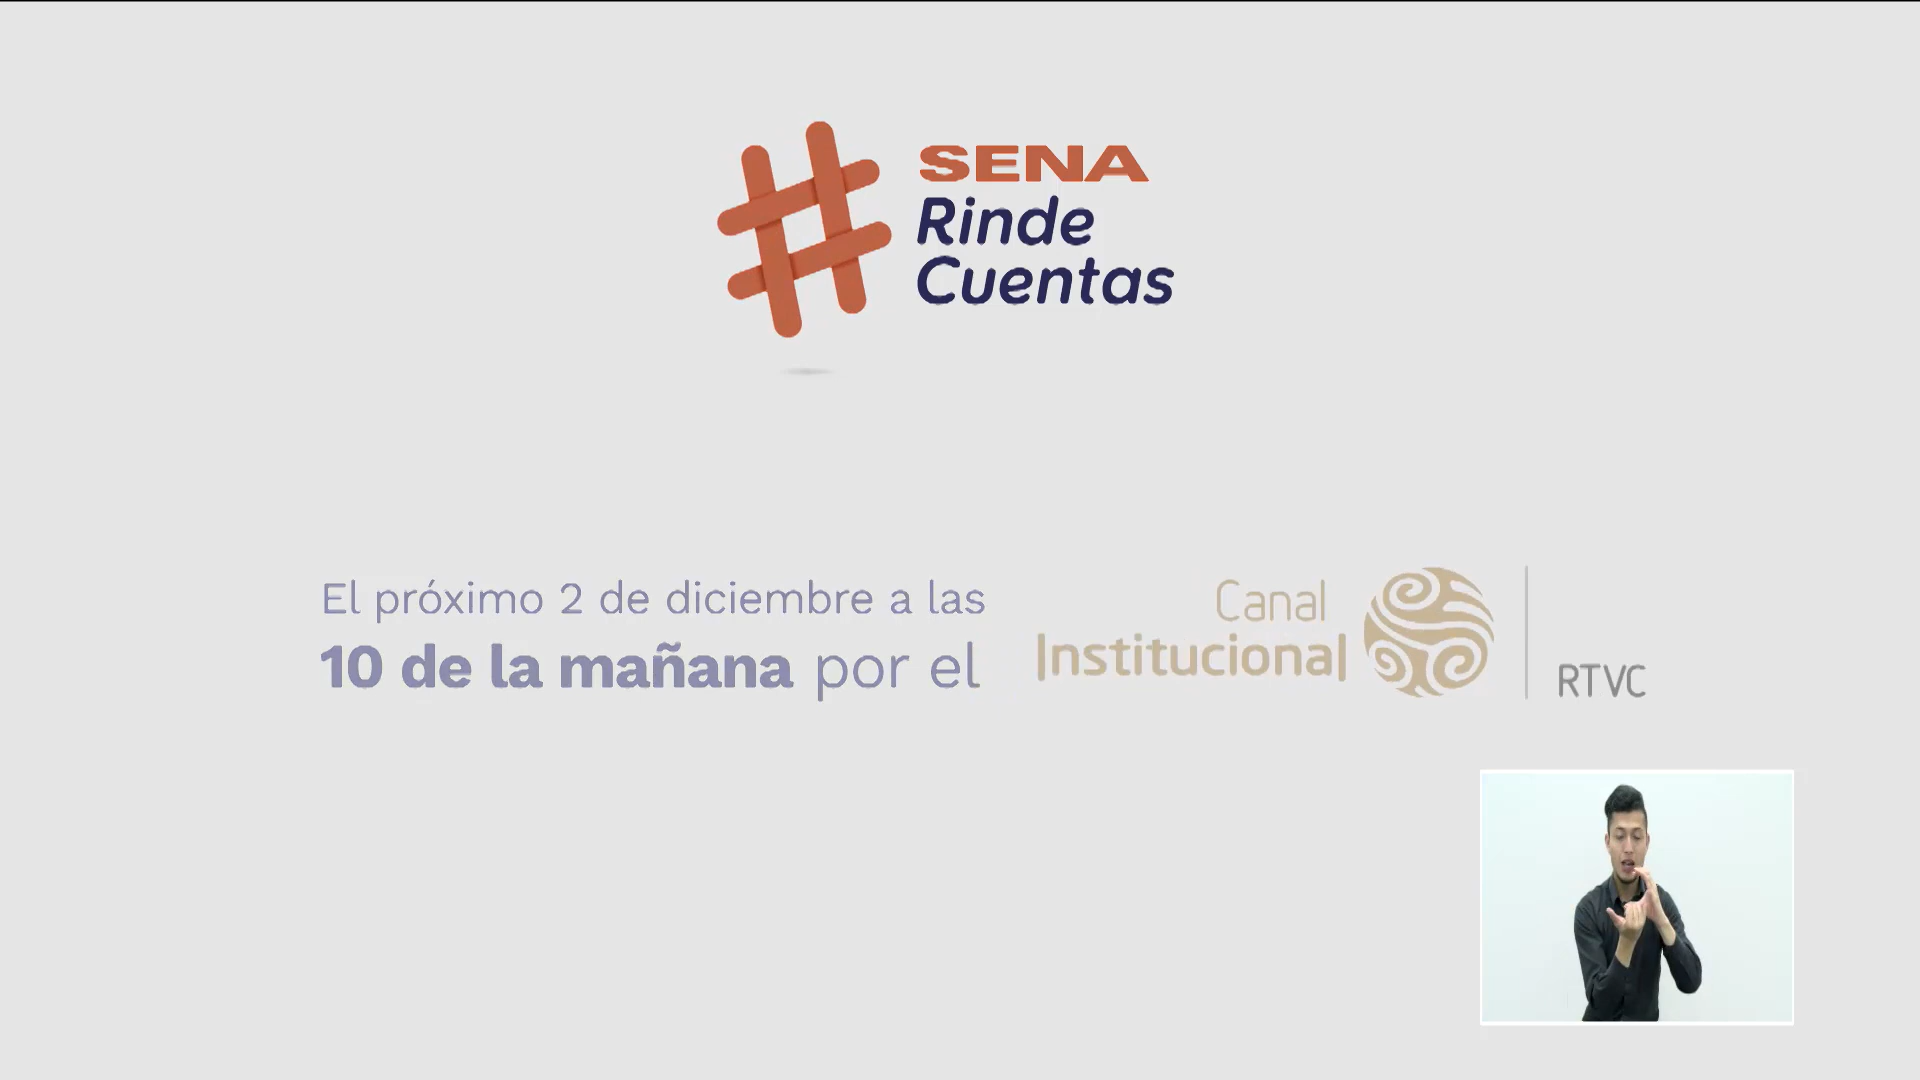 # SENA
Rinde
Cuentas
El próximo 2 de diciembre a las
10 de la mañana por el
Canal
Institucional
RTVC